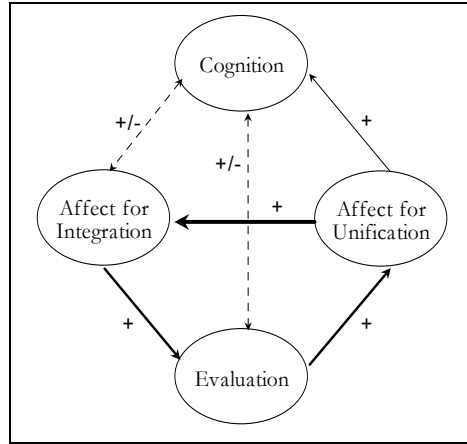 Cognition
+/-
+
+/-
Affect for
Integration
+
Affect for
Unification
+
+
Evaluation